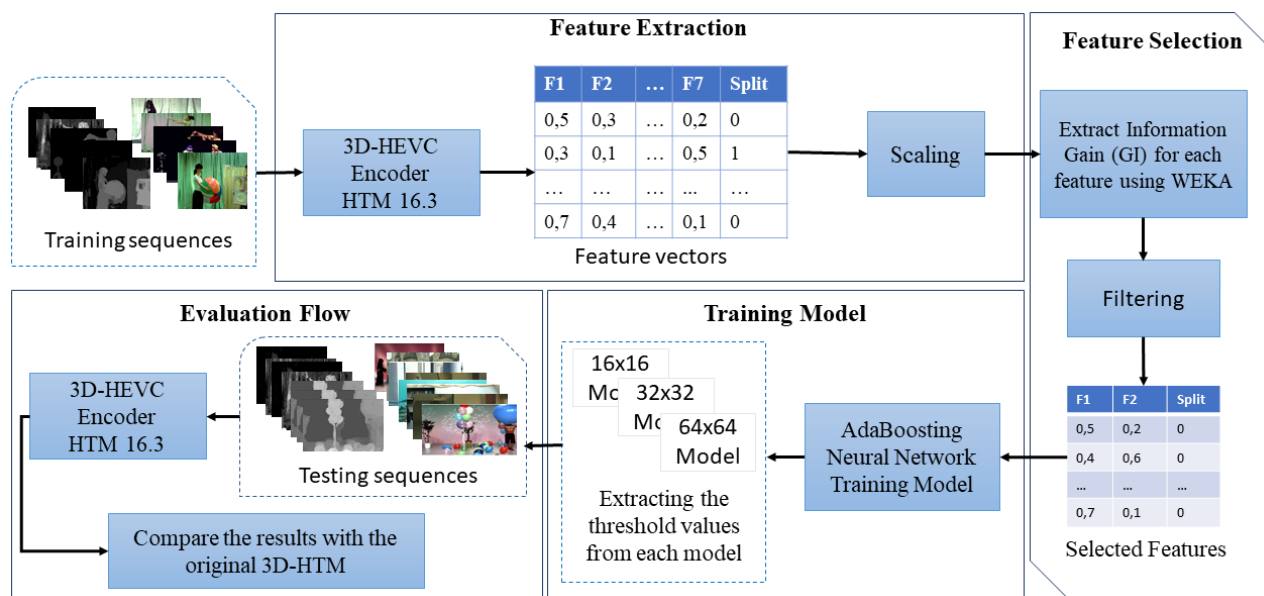 Feature Extraction
Training sequences
3D-HEVC
Encoder
HTM 16.3
F1 F2 … F7 Split
0,5 0,3 … 0,2 0
0,3 0,1 … 0,5 1
… … … ... …
0,7 0,4 … 0,1 0
Feature vectors
Scaling
Feature Selection
Extract Information
Gain (GI) for each
feature using WEKA
Filtering
F1 F2 Split
0,5 0,2 0
0,4 0,6 0
... ... ...
0,7 0,1 0
Selected Features
Training Model
AdaBoosting
Neural Network
Training Model
16x16
32x32
64x64
Model
Extracting the
threshold values
from each model
Evaluation Flow
Testing sequences
3D-HEVC
Encoder
HTM 16.3
Compare the results with the
original 3D-HTM